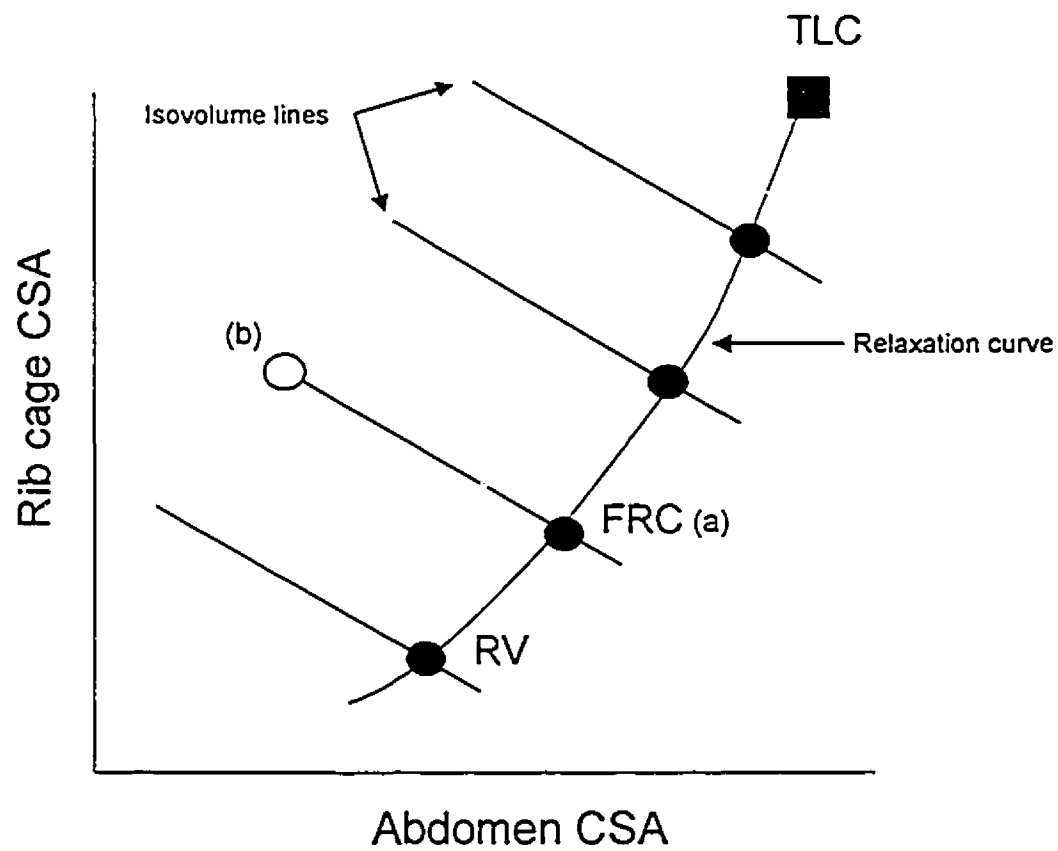 TLC
Isovolume lines
(b)
Relaxation curve
FRC (a)
RV
Rib cage CSA
Abdomen CSA